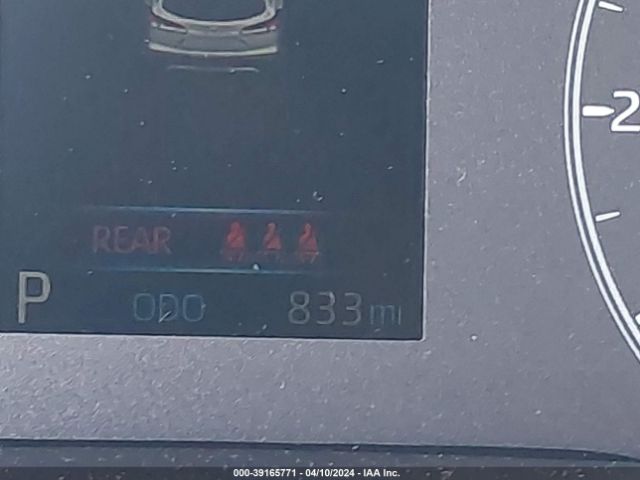 2
REAR
P ODO 833 mi
000-39165771 - 04/10/2024 - IAA Inc.